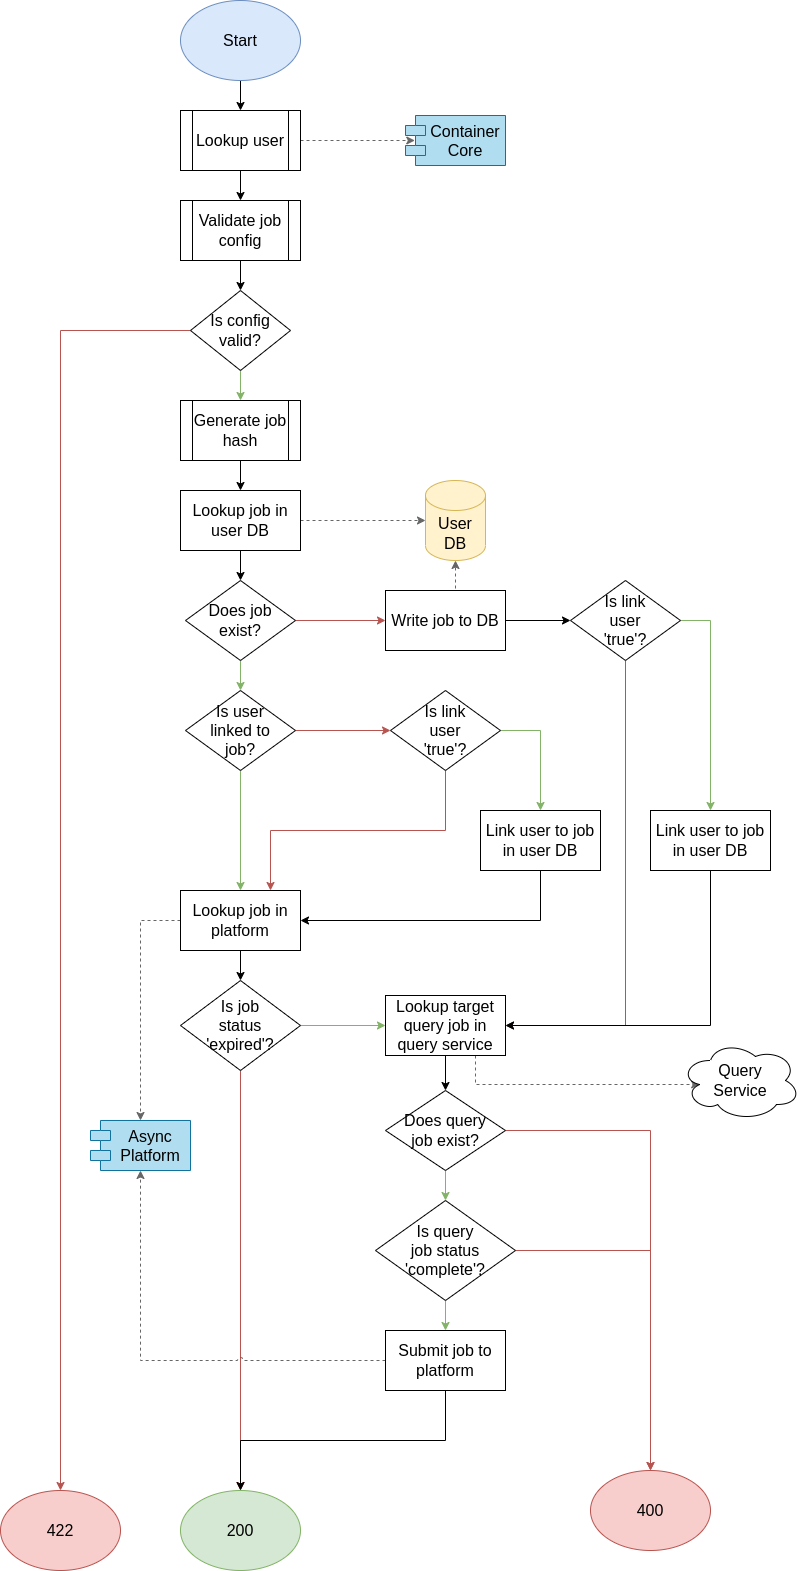 Start
Lookup user
Container
Core
Validate job
config
Is config
valid?
Generate job
hash
Lookup job in
user DB
User
DB
Does job
exist?
Write job to DB
Is link
user
'true'?
Is user
linked to
job?
Is link
user
'true'?
Link user to job
in user DB
Link user to job
in user DB
Lookup job in
platform
Is job
status
'expired'?
Lookup target
query job in
query service
Query
Service
Does query
job exist?
Async
Platform
Is query
job status
'complete'?
Submit job to
platform
422
200
400